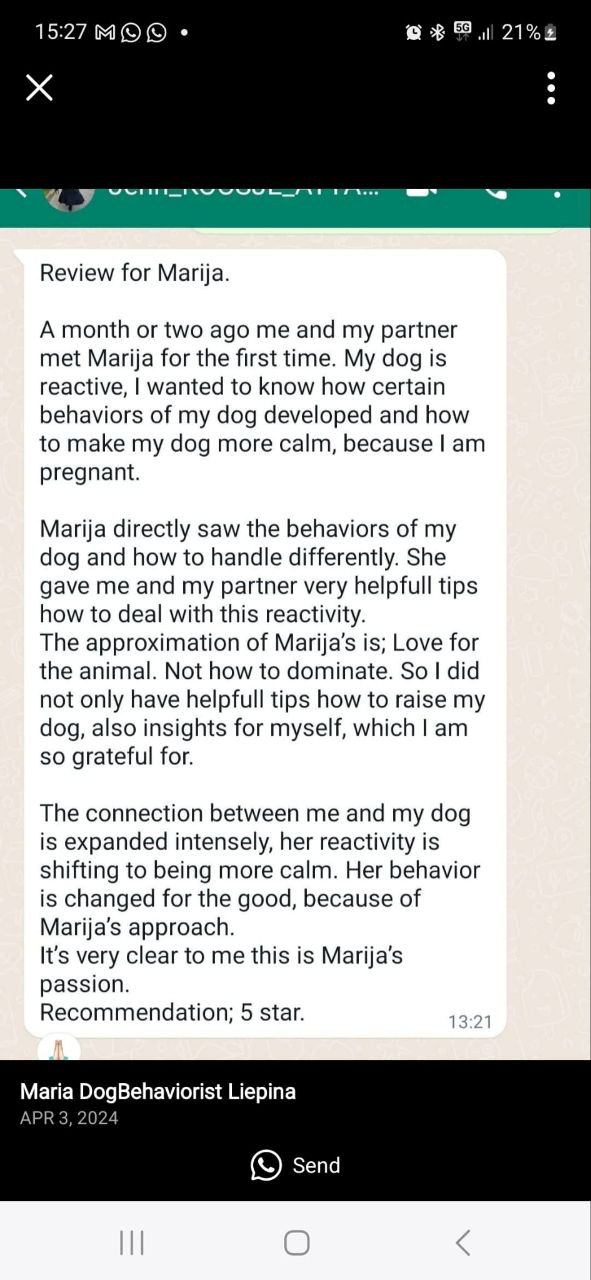 15:27
5G
21%
Review for Marija.
A month or two ago me and my partner
met Marija for the first time. My dog is
reactive, I wanted to know how certain
behaviors of my dog developed and how
to make my dog more calm, because I am
pregnant.
Marija directly saw the behaviors of my
dog and how to handle differently. She
gave me and my partner very helpfull tips
how to deal with this reactivity.
The approximation of Marija’s is; Love for
the animal. Not how to dominate. So I did
not only have helpfull tips how to raise my
dog, also insights for myself, which I am
so grateful for.
The connection between me and my dog
is expanded intensely, her reactivity is
shifting to being more calm. Her behavior
is changed for the good, because of
Marija’s approach.
It’s very clear to me this is Marija’s
passion.
Recommendation; 5 star.
13:21
Maria DogBehaviorist Liepina
APR 3, 2024
Send